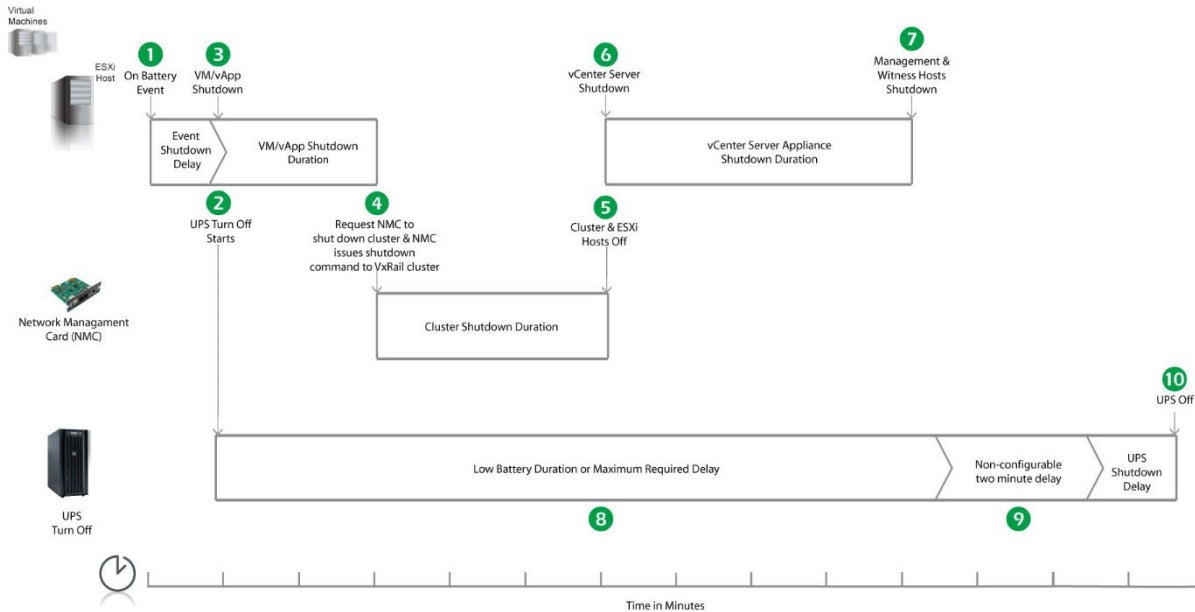 Virtual
Machines
ESXi
Host
1
On Battery
Event
3
VM/vApp
Shutdown
6
vCenter Server
Shutdown
7
Management &
Witness Hosts
Shutdown
Event
Shutdown
Delay
VM/vApp Shutdown
Duration
vCenter Server Appliance
Shutdown Duration
2
UPS Turn Off
Starts
4
Request NMC to
shut down cluster & NMC
issues shutdown
command to VxRail cluster
5
Cluster & ESXi
Hosts Off
Network Managament
Card (NMC)
Cluster Shutdown Duration
10
UPS Off
UPS
Turn Off
Low Battery Duration or Maximum Required Delay
Non-configurable
two minute delay
UPS
Shutdown
Delay
8
9
Time in Minutes